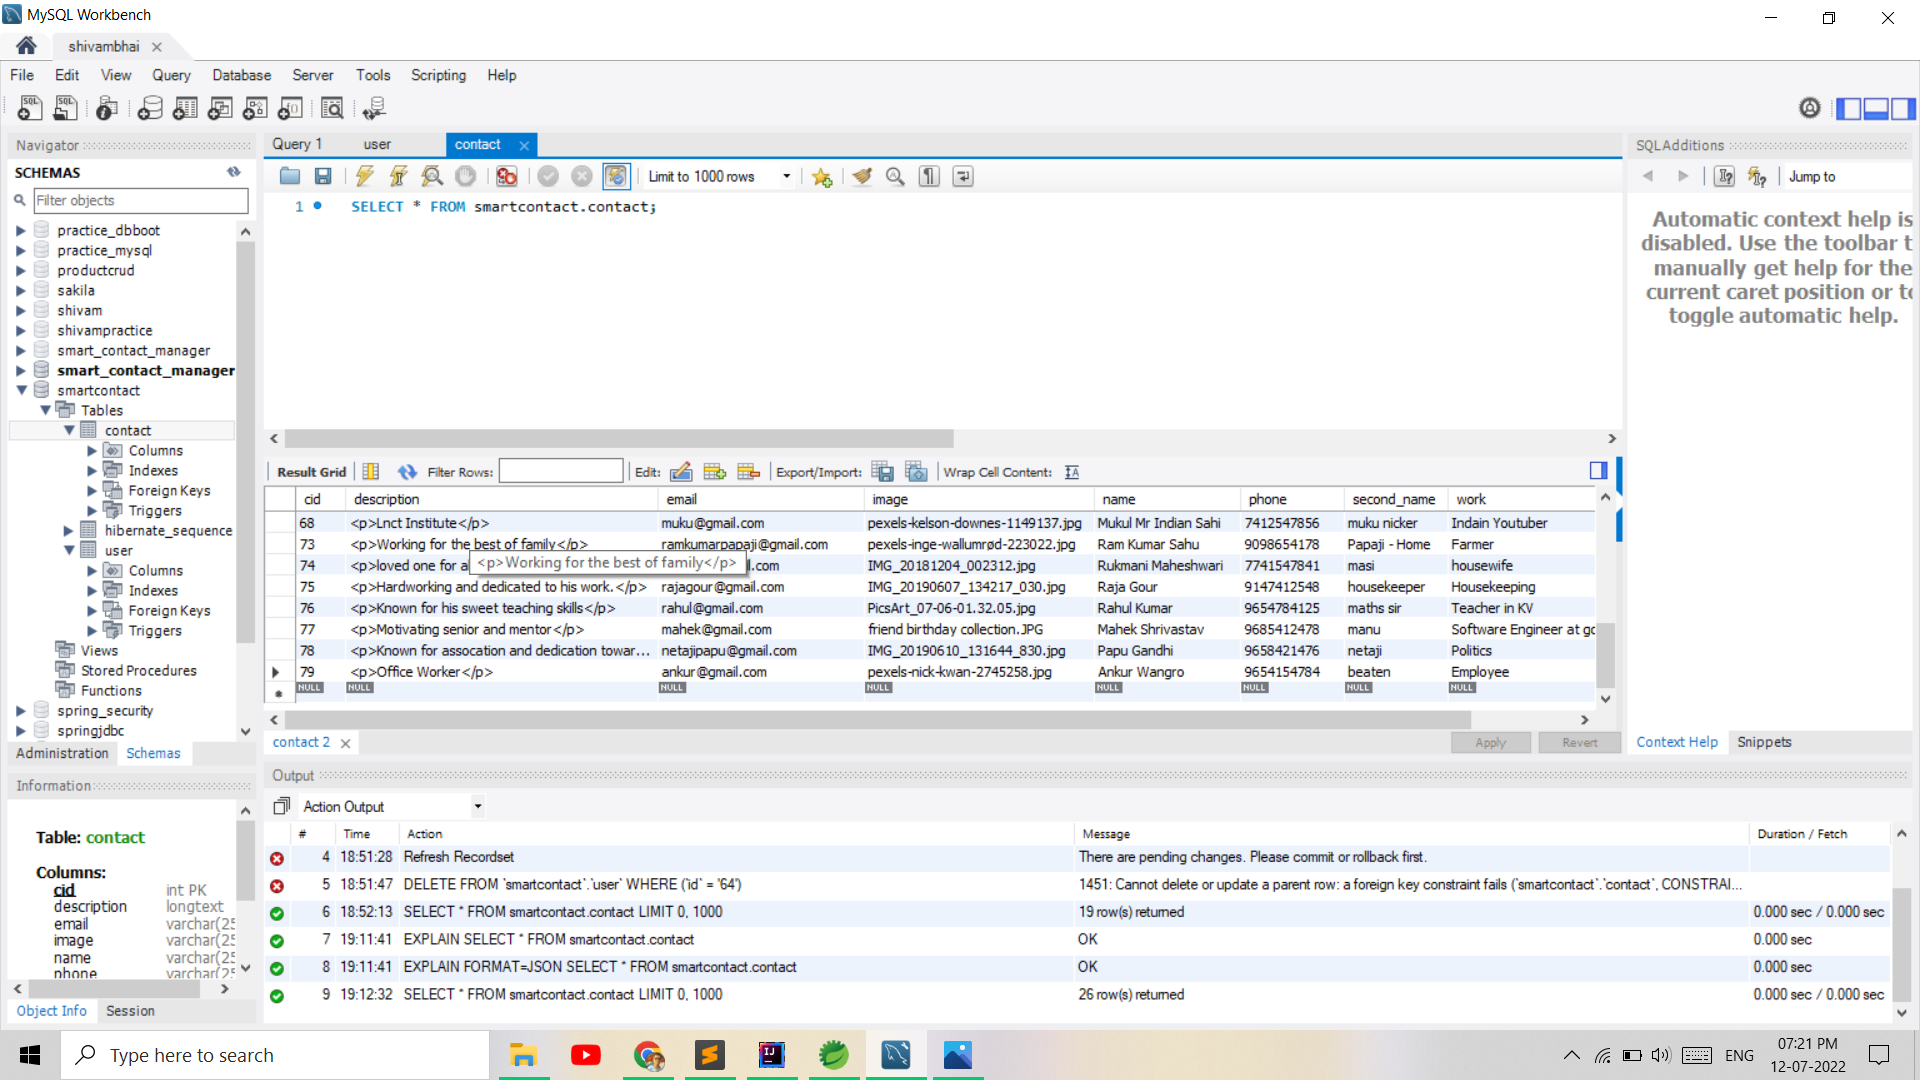 MySQL Workbench
shivambhai
File Edit View Query Database Server Tools Scripting Help
Navigator
SCHEMAS
Filter objects
practice_dbboot
practice_mysql
productcrud
sakila
shivam
shivampractice
smart_contact_manager
smart_contact_manager
smartcontact
Tables
contact
Columns
Indexes
Foreign Keys
Triggers
hibernate_sequence
user
Columns
Indexes
Foreign Keys
Triggers
Views
Stored Procedures
Functions
spring_security
springjdbc
Administration Schemas
Information
Table: contact
Columns:
cid int PK
description longtext
email varchar(25
image varchar(25
name varchar(25
phone varchar(25
Object Info Session
Query 1 user contact
Limit to 1000 rows
1 SELECT * FROM smartcontact.contact;
Result Grid Filter Rows: Edit: Export/Import: Wrap Cell Content:
cid description email image name phone second_name work
68 <p>Lnct Institute</p> muku@gmail.com pexels-kelson-downes-1149137.jpg Mukul Mr Indian Sahi 7412547856 muku nicker Indain Youtuber
73 <p>Working for the best of family</p> ramkumarpapaji@gmail.com pexels-inge-wallumrød-223022.jpg Ram Kumar Sahu 9098654178 Papaji - Home Farmer
<p>Working for the best of family</p>
74 <p>loved one for a l.com IMG_20181204_002312.jpg Rukmani Maheshwari 7741547841 masi housewife
75 <p>Hardworking and dedicated to his work.</p> rajagour@gmail.com IMG_20190607_134217_030.jpg Raja Gour 9147412548 housekeeper Housekeeping
76 <p>Known for his sweet teaching skills</p> rahul@gmail.com PicsArt_07-06-01.32.05.jpg Rahul Kumar 9654784125 maths sir Teacher in KV
77 <p>Motivating senior and mentor</p> mahek@gmail.com friend birthday collection.JPG Mahek Shrivastav 9685412478 manu Software Engineer at go
78 <p>Known for assocation and dedication towar... netajipapu@gmail.com IMG_20190610_131644_830.jpg Papu Gandhi 9658421476 netaji Politics
79 <p>Office Worker</p> ankur@gmail.com pexels-nick-kwan-2745258.jpg Ankur Wangro 9654154784 beaten Employee
NULL NULL NULL NULL NULL NULL NULL NULL
contact 2
Apply Revert
SQLAdditions
Jump to
Automatic context help is
disabled. Use the toolbar t
manually get help for the
current caret position or to
toggle automatic help.
Context Help Snippets
Output
Action Output
# Time Action Message Duration / Fetch
4 18:51:28 Refresh Recordset There are pending changes. Please commit or rollback first.
5 18:51:47 DELETE FROM `smartcontact`.`user` WHERE (`id` = '64') 1451: Cannot delete or update a parent row: a foreign key constraint fails (`smartcontact`.`contact`, CONSTRAI...
6 18:52:13 SELECT * FROM smartcontact.contact LIMIT 0, 1000 19 row(s) returned 0.000 sec / 0.000 sec
7 19:11:41 EXPLAIN SELECT * FROM smartcontact.contact OK 0.000 sec
8 19:11:41 EXPLAIN FORMAT=JSON SELECT * FROM smartcontact.contact OK 0.000 sec
9 19:12:32 SELECT * FROM smartcontact.contact LIMIT 0, 1000 26 row(s) returned 0.000 sec / 0.000 sec
Type here to search
ENG
07:21 PM
12-07-2022